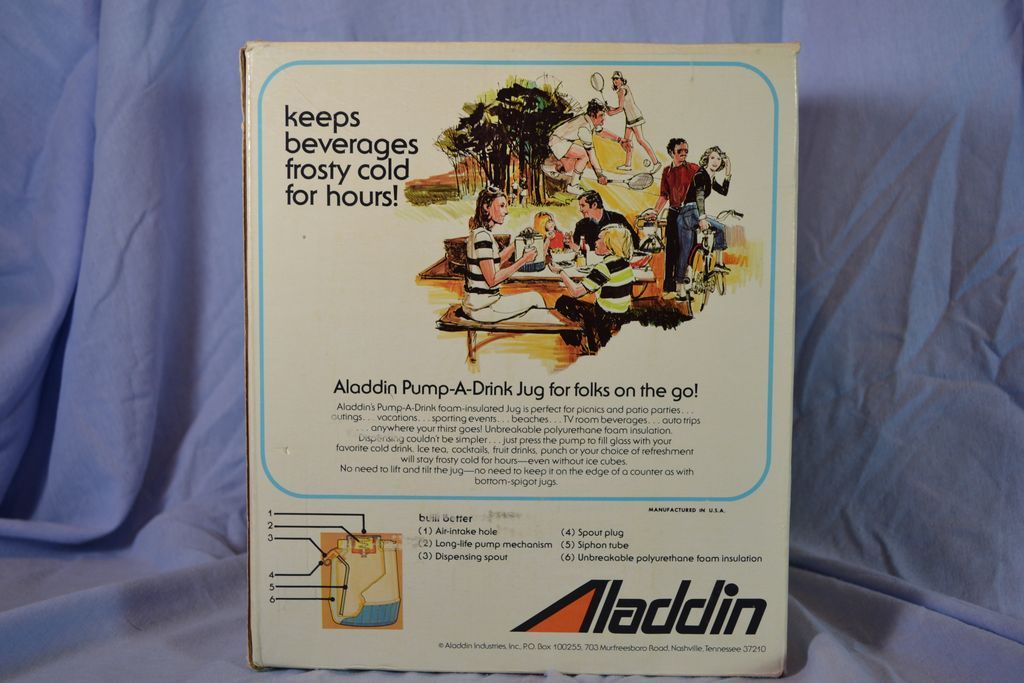 keeps
beverages
frosty cold
for hours!
Aladdin Pump-A-Drink Jug for folks on the go!
Aladdin's Pump-A-Drink foam-insulated Jug is perfect for picnics and patio parties...
outings... vacations... sporting events... beaches... TV room beverages... auto trips
... anywhere your thirst goes! Unbreakable polyurethane foam insulation.
Dispensing couldn't be simpler... just press the pump to fill glass with your
favorite cold drink. Ice tea, cocktails, fruit drinks, punch or your choice of refreshment
will stay frosty cold for hours—even without ice cubes.
No need to lift and tilt the jug—no need to keep it on the edge of a counter as with
bottom-spigot jugs.
MANUFACTURED IN U.S.A.
built better
(1) Air-intake hole
(2) Long-life pump mechanism
(3) Dispensing spout
(4) Spout plug
(5) Siphon tube
(6) Unbreakable polyurethane foam insulation
1
2
3
4
5
6
Aladdin
© Aladdin Industries, Inc., P.O. Box 100255, 703 Murfreesboro Road, Nashville, Tennessee 37210